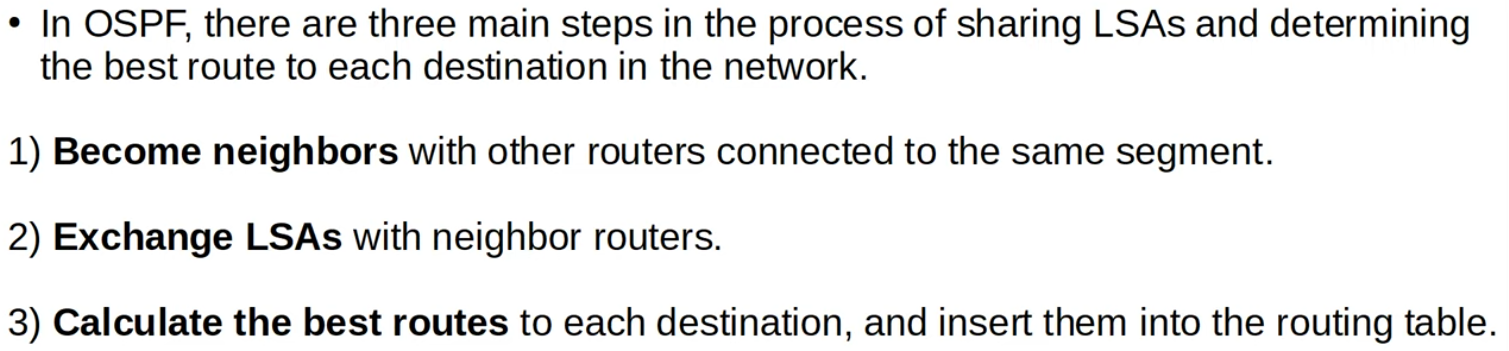 • In OSPF, there are three main steps in the process of sharing LSAs and determining
the best route to each destination in the network.
1) Become neighbors with other routers connected to the same segment.
2) Exchange LSAs with neighbor routers.
3) Calculate the best routes to each destination, and insert them into the routing table.